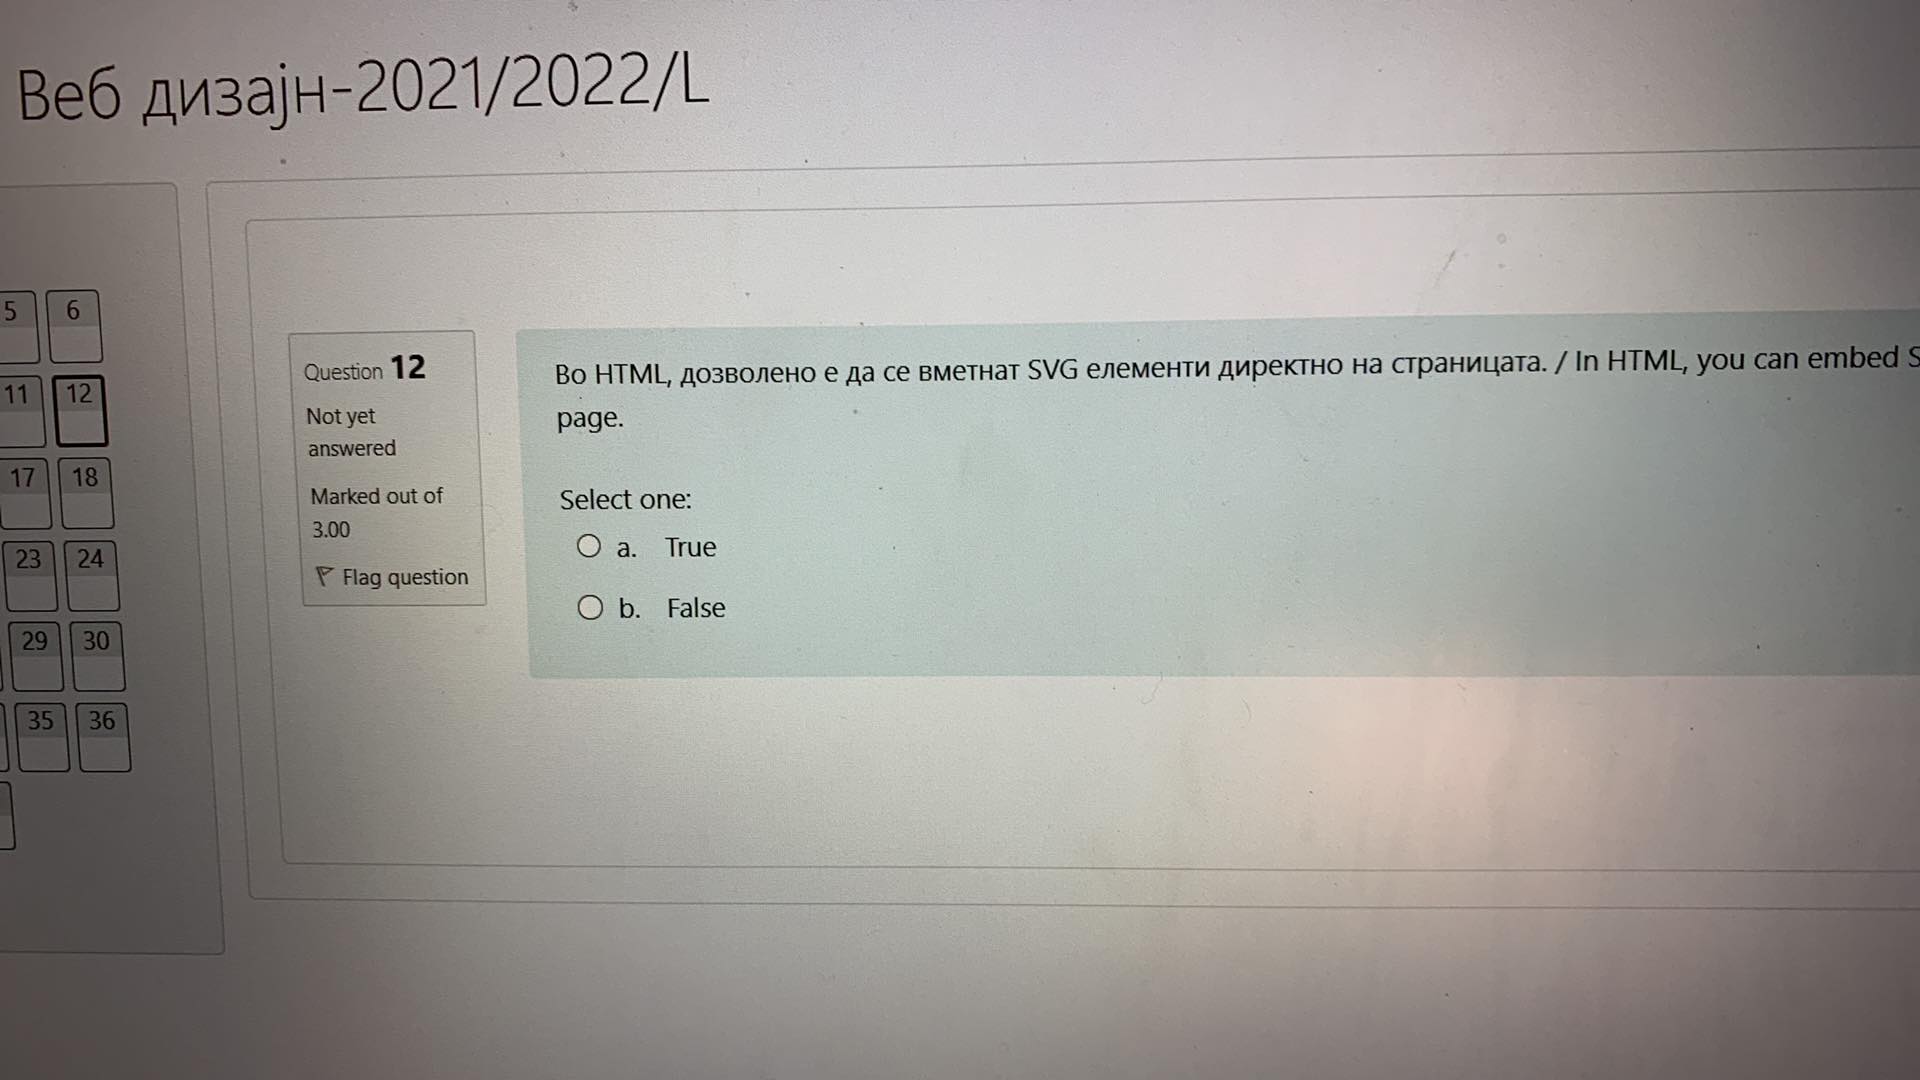 Веб дизајн-2021/2022/L
5 6
11 12
17 18
23 24
29 30
35 36
Question 12
Not yet
answered
Marked out of
3.00
Flag question
Во HTML, дозволено е да се вметнат SVG елементи директно на страницата. / In HTML, you can embed S
page.
Select one:
a. True
b. False